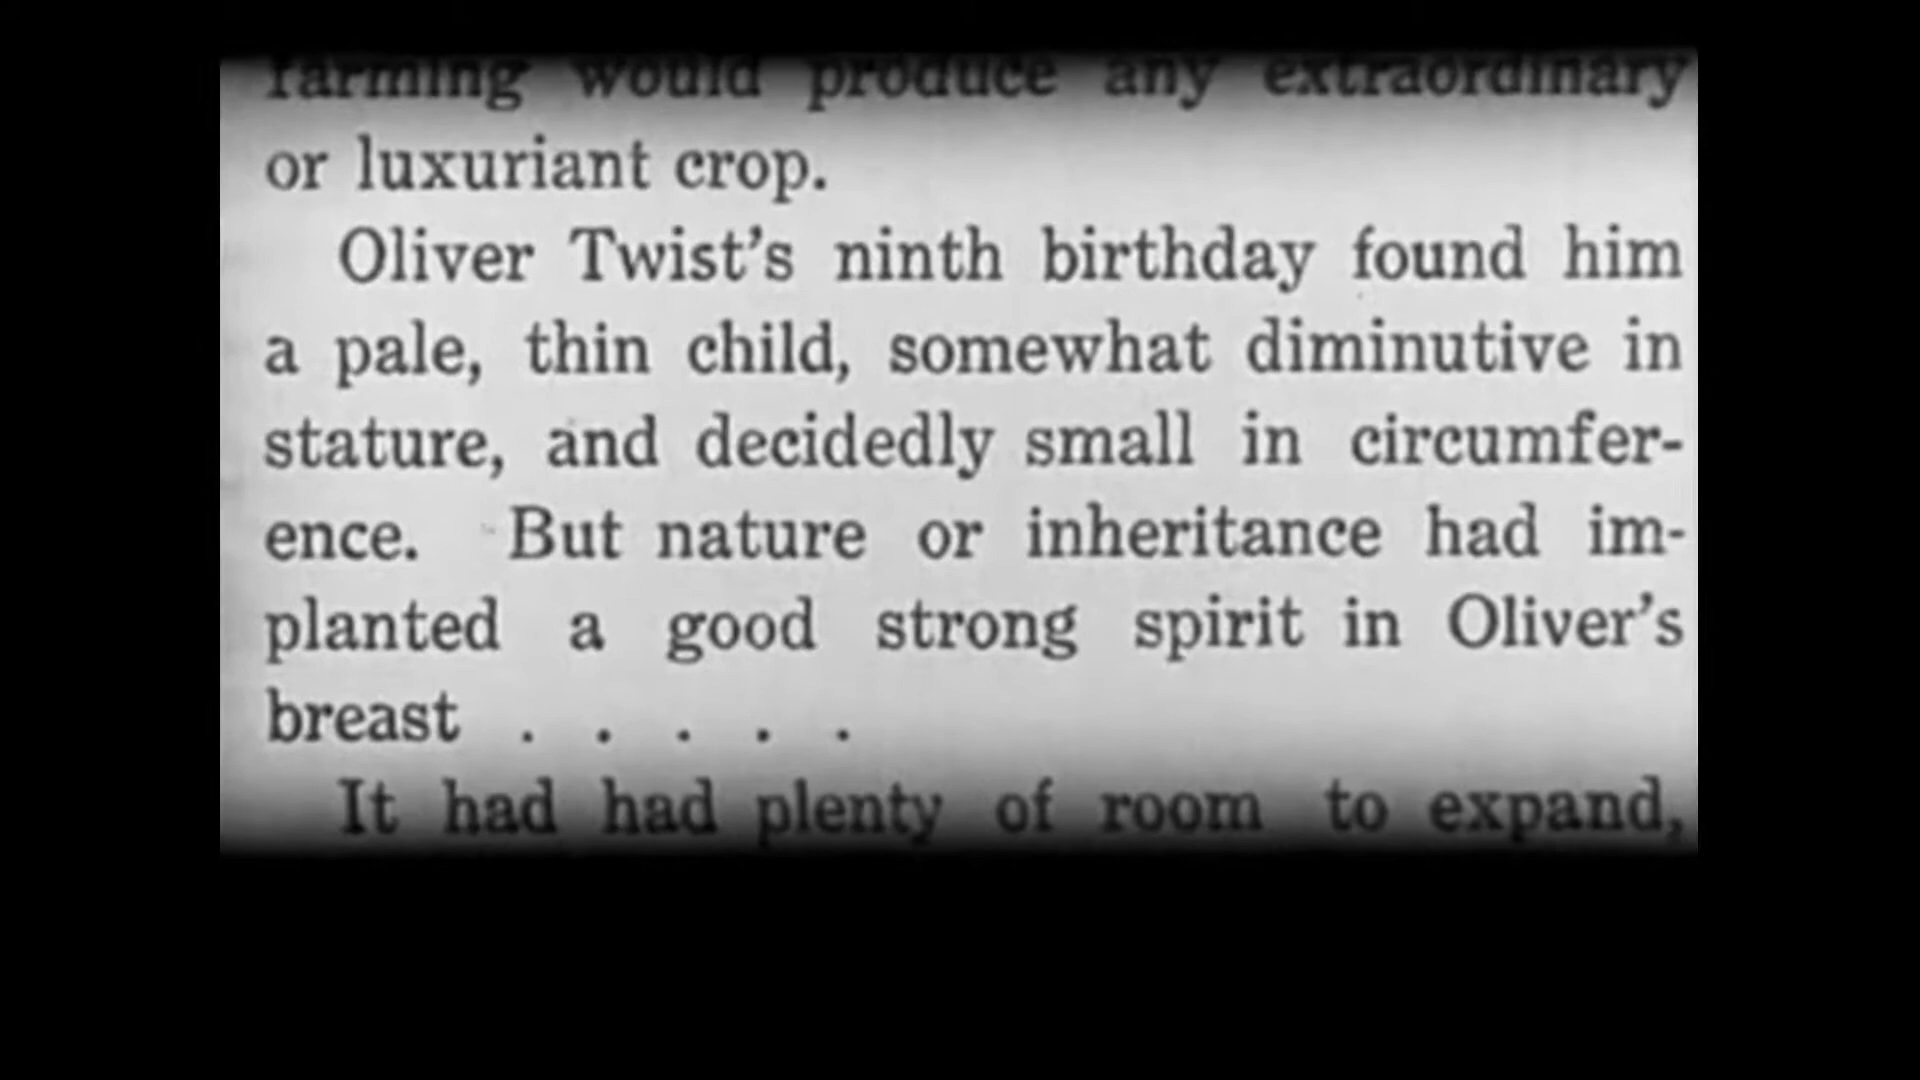 farming would produce any extraordinary
or luxuriant crop.
Oliver Twist's ninth birthday found him
a pale, thin child, somewhat diminutive in
stature, and decidedly small in circumfer-
ence. But nature or inheritance had im-
planted a good strong spirit in Oliver's
breast . . . . .
It had had plenty of room to expand,